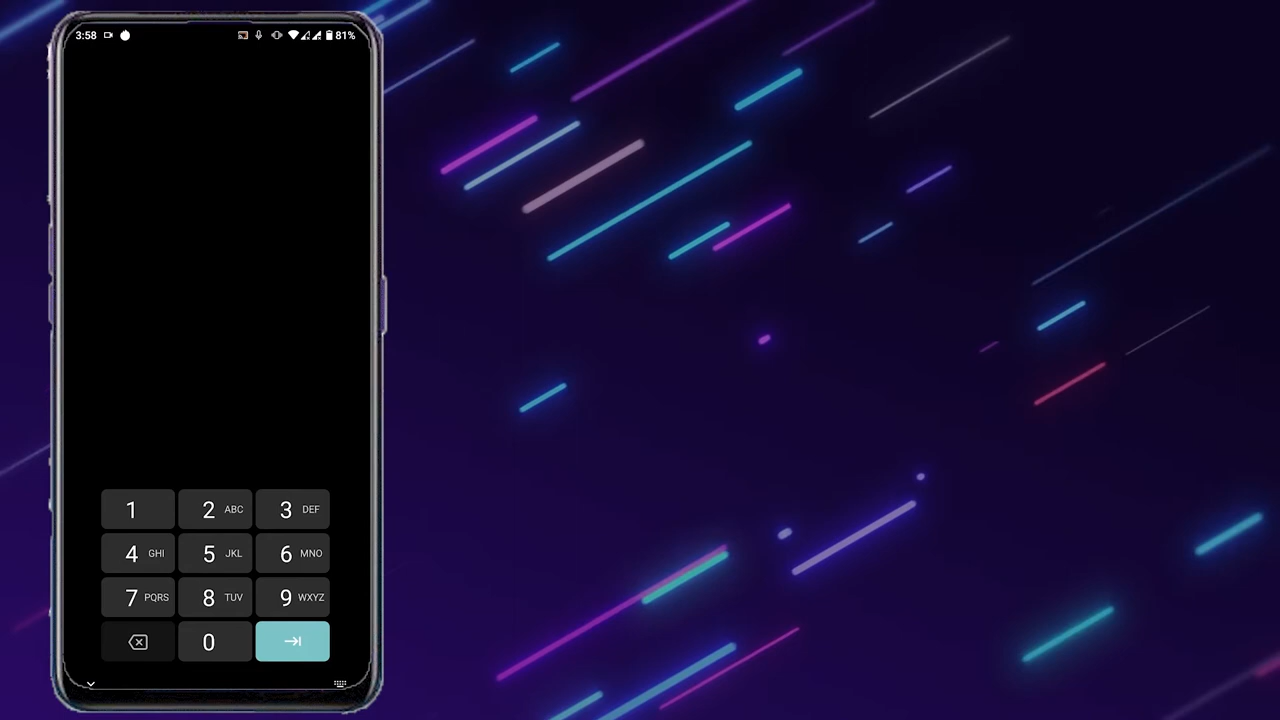 3:58 81%
1 2 ABC 3 DEF
4 GHI 5 JKL 6 MNO
7 PQRS 8 TUV 9 WXYZ
0